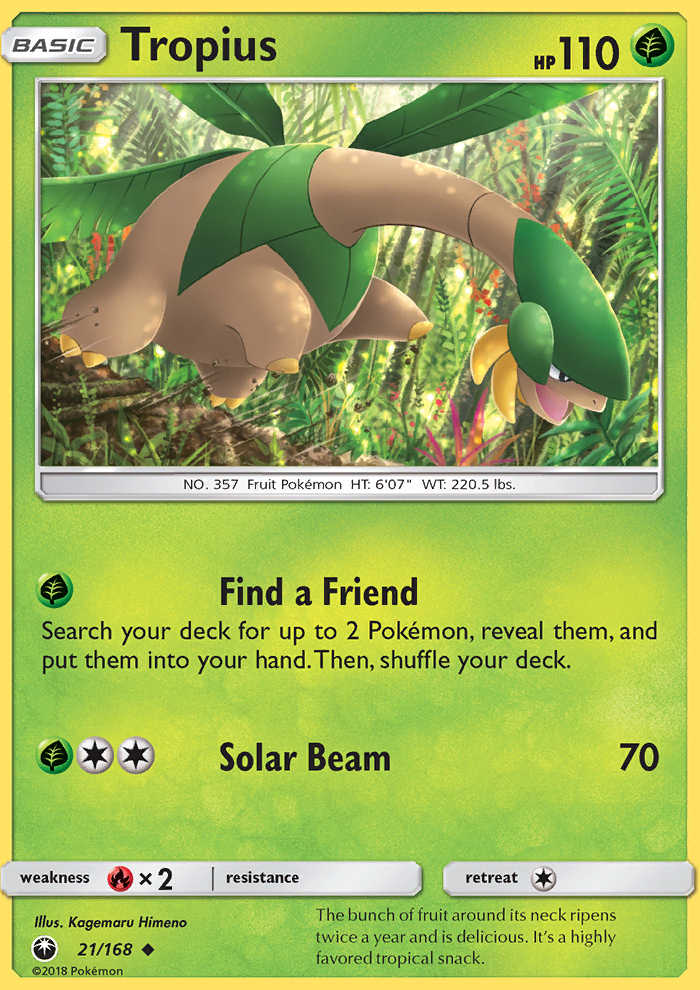 BASIC
Tropius
HP110
NO. 357 Fruit Pokémon HT: 6'07" WT: 220.5 lbs.
Find a Friend
Search your deck for up to 2 Pokémon, reveal them, and
put them into your hand. Then, shuffle your deck.
Solar Beam 70
weakness × 2 resistance retreat
Illus. Kagemaru Himeno
21/168
©2018 Pokémon
The bunch of fruit around its neck ripens
twice a year and is delicious. It's a highly
favored tropical snack.